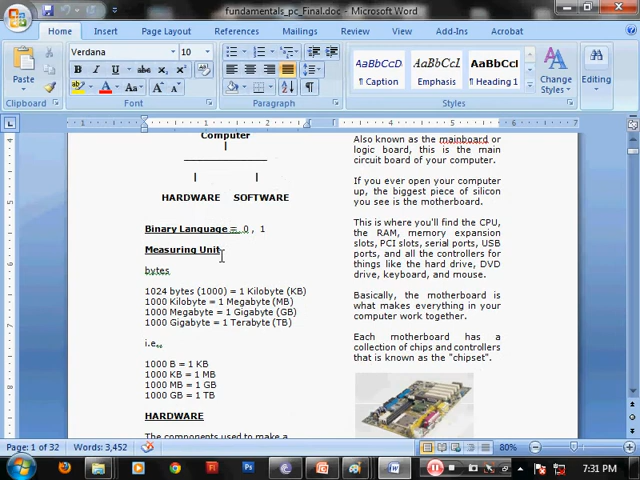 fundamentals_pc_Final.doc - Microsoft Word
Home Insert Page Layout References Mailings Review View Add-Ins Acrobat
Verdana 10
Paste
B I U abc x₂ x²
A Aa A A
AaBbCcD AaBbCcD AaBbC
¶ Caption Emphasis ¶ Heading 1
Change Styles
Editing
Clipboard Font Paragraph Styles
Computer
HARDWARE SOFTWARE
Binary Language = 0 , 1
Measuring Unit
bytes
1024 bytes (1000) = 1 Kilobyte (KB)
1000 Kilobyte = 1 Megabyte (MB)
1000 Megabyte = 1 Gigabyte (GB)
1000 Gigabyte = 1 Terabyte (TB)
i.e.,
1000 B = 1 KB
1000 KB = 1 MB
1000 MB = 1 GB
1000 GB = 1 TB
HARDWARE
The components used to make a
Also known as the mainboard or
logic board, this is the main
circuit board of your computer.
If you ever open your computer
up, the biggest piece of silicon
you see is the motherboard.
This is where you'll find the CPU,
the RAM, memory expansion
slots, PCI slots, serial ports, USB
ports, and all the controllers for
things like the hard drive, DVD
drive, keyboard, and mouse.
Basically, the motherboard is
what makes everything in your
computer work together.
Each motherboard has a
collection of chips and controllers
that is known as the "chipset".
Page: 1 of 32 Words: 3,452 80%
7:31 PM